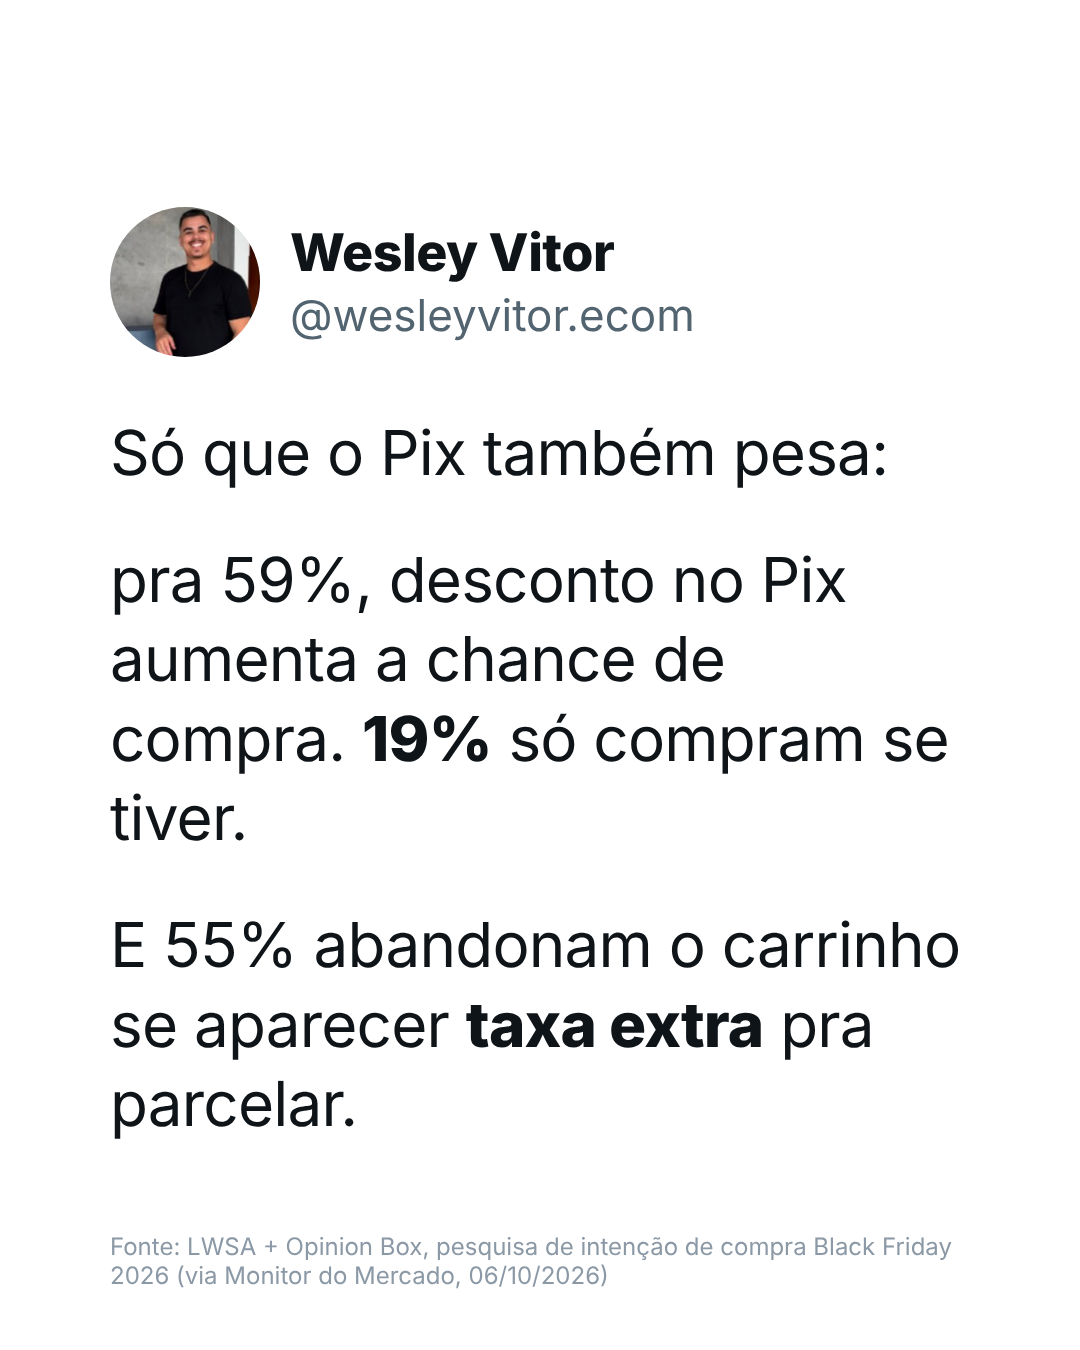 Wesley Vitor
@wesleyvitor.ecom
Só que o Pix também pesa:
pra 59%, desconto no Pix
aumenta a chance de
compra. 19% só compram se
tiver.
E 55% abandonam o carrinho
se aparecer taxa extra pra
parcelar.
Fonte: LWSA + Opinion Box, pesquisa de intenção de compra Black Friday
2026 (via Monitor do Mercado, 06/10/2026)